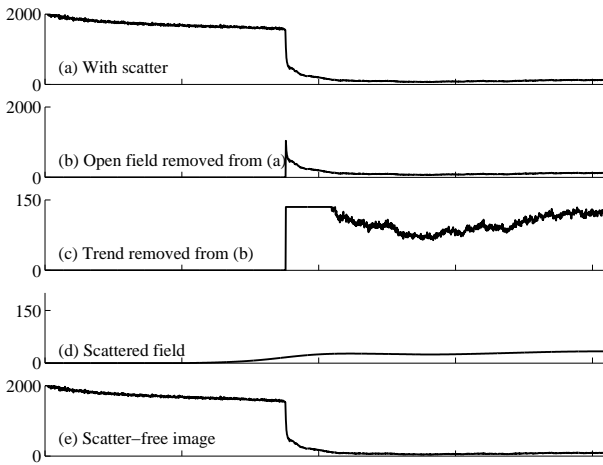 2000
0
(a) With scatter
2000
0
(b) Open field removed from (a)
150
0
(c) Trend removed from (b)
150
0
(d) Scattered field
2000
0
(e) Scatter−free image